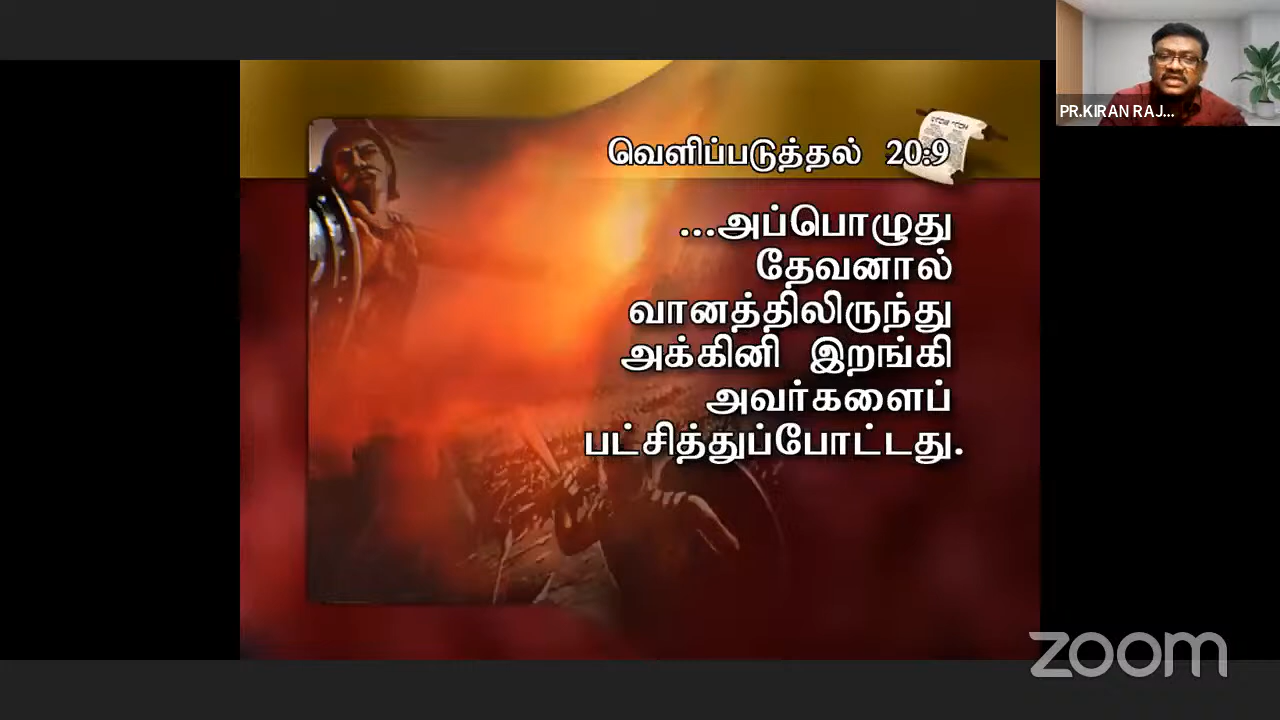 வெளிப்படுத்தல் 20:9
...அப்பொழுது
தேவனால்
வானத்திலிருந்து
அக்கினி இறங்கி
அவர்களைப்
பட்சித்துப்போட்டது.
PR.KIRAN RAJ...
zoom